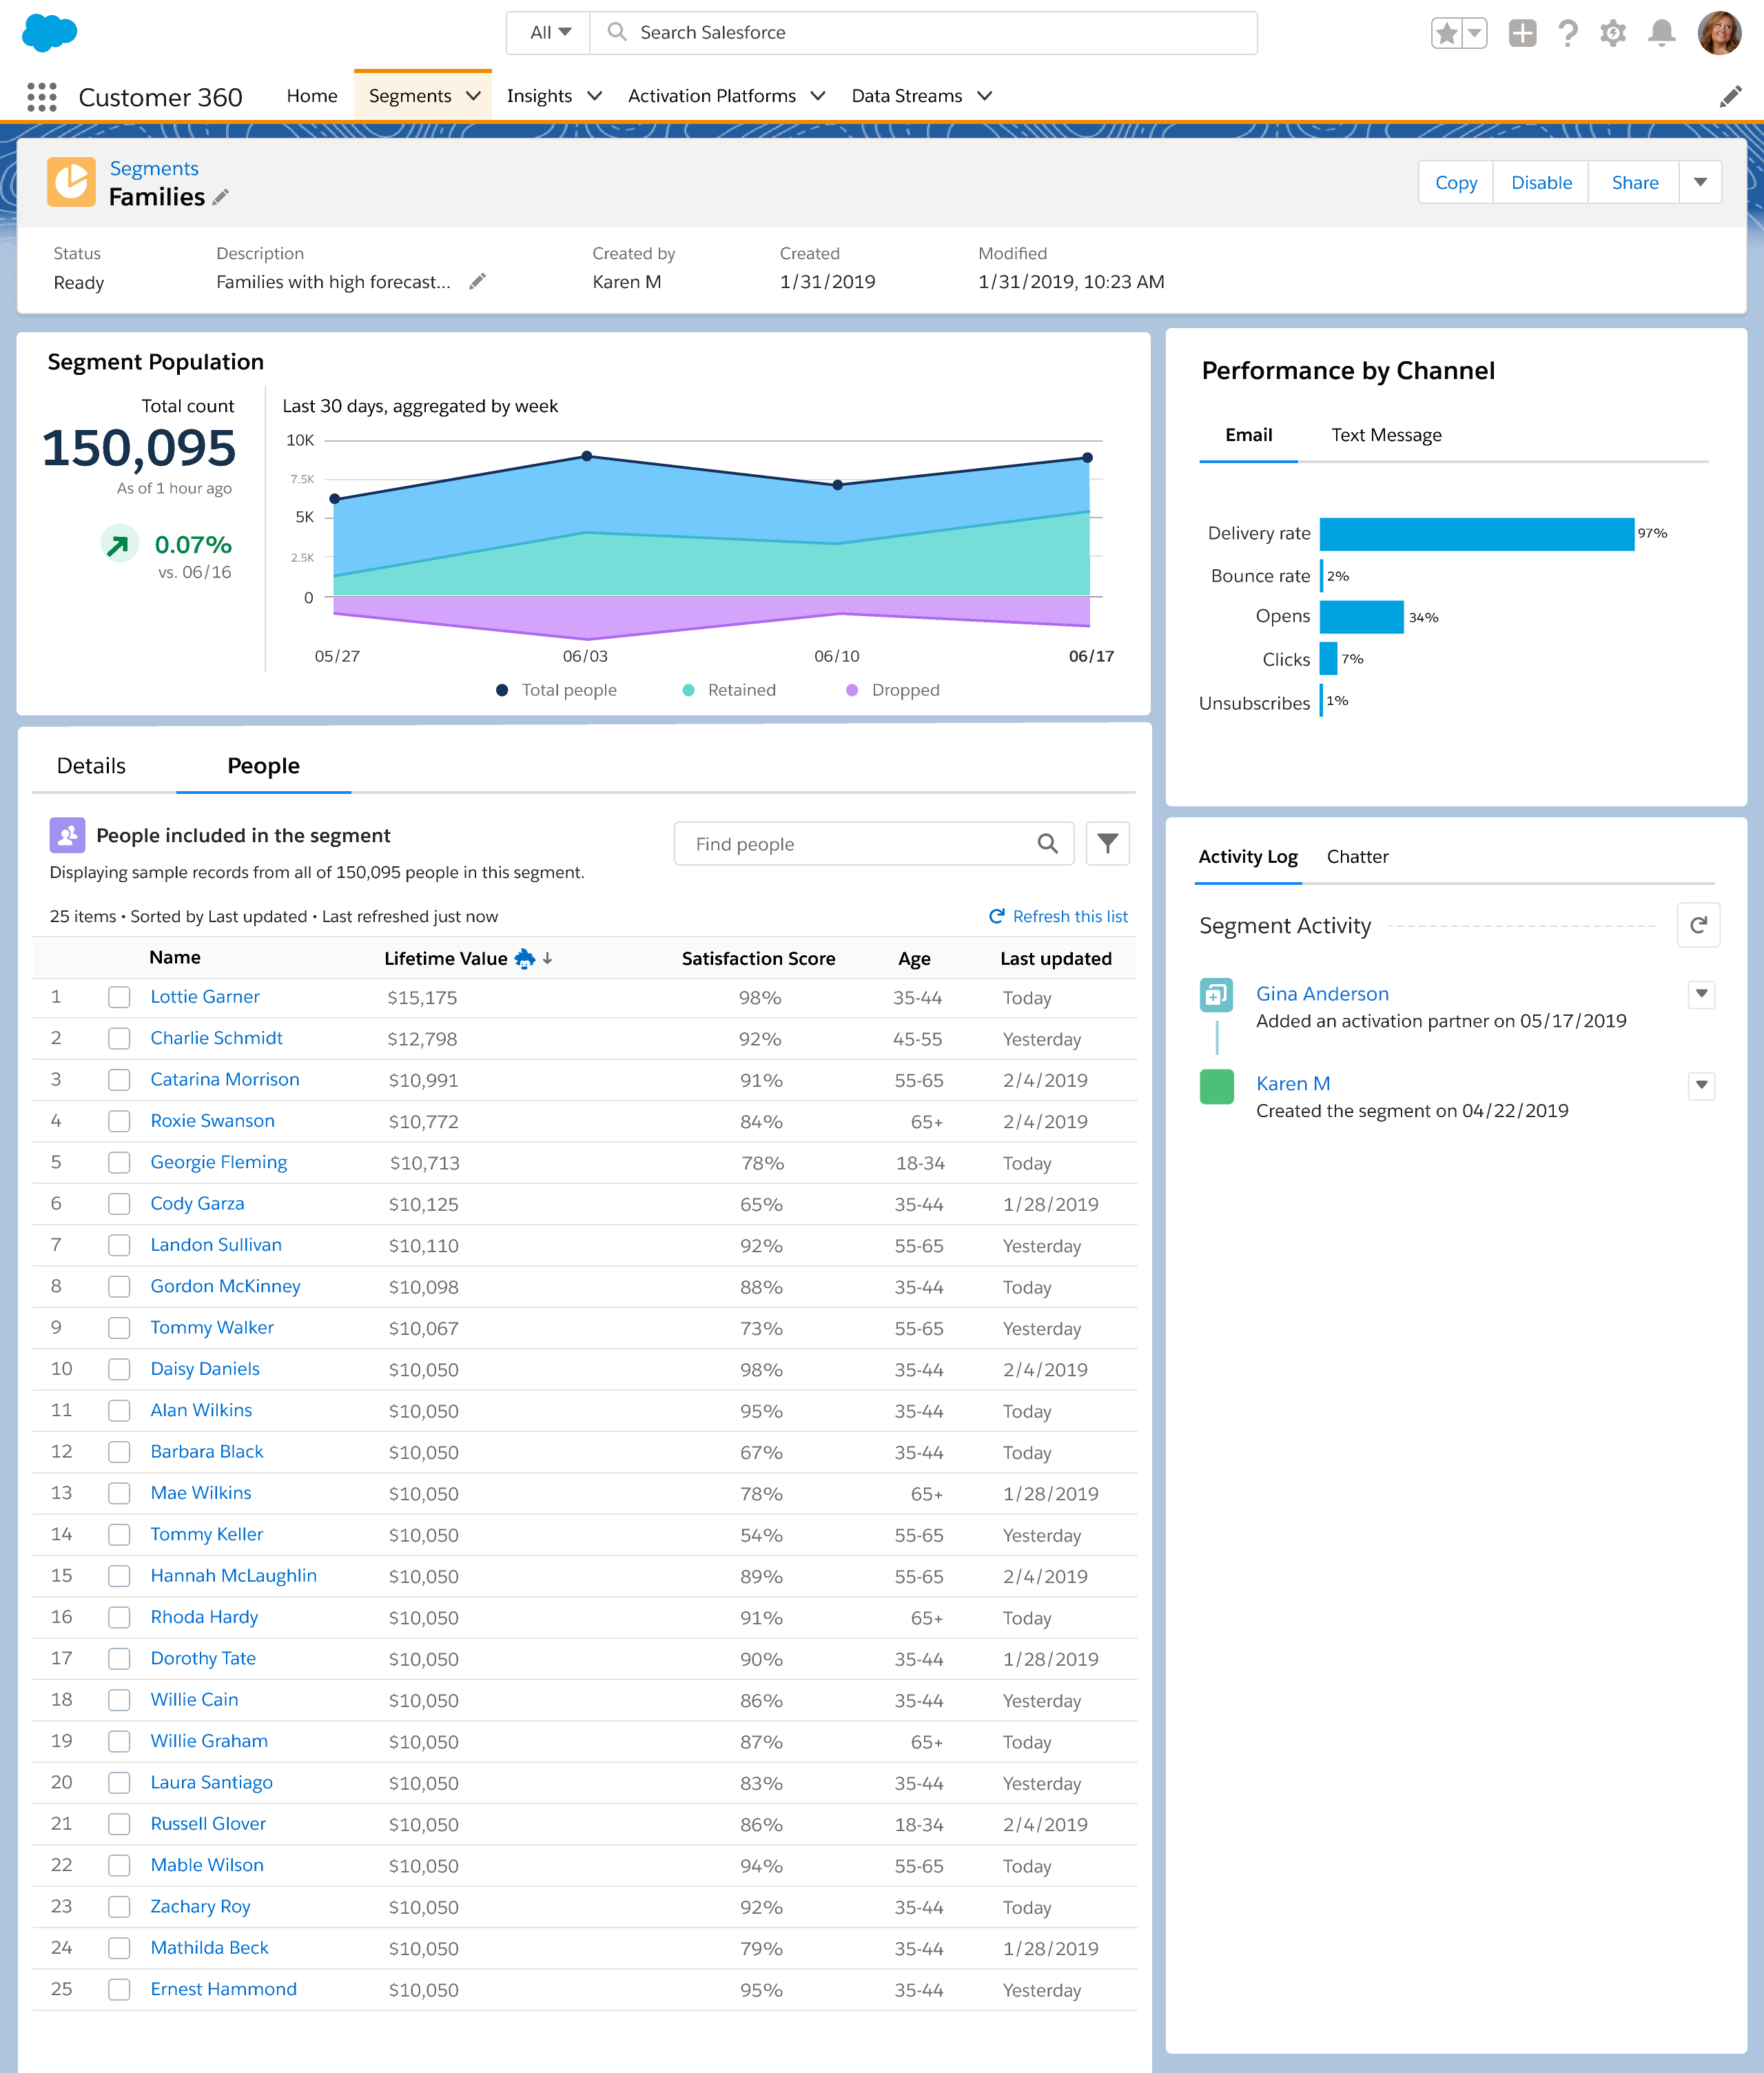 All
Search Salesforce
Customer 360
Home
Segments
Insights
Activation Platforms
Data Streams
Segments
Families
Copy
Disable
Share
Status
Ready
Description
Families with high forecast...
Created by
Karen M
Created
1/31/2019
Modified
1/31/2019, 10:23 AM
Segment Population
Total count
150,095
As of 1 hour ago
0.07%
vs. 06/16
Last 30 days, aggregated by week
10K
7.5K
5K
2.5K
0
05/27 06/03 06/10 06/17
Total people Retained Dropped
Performance by Channel
Email Text Message
Delivery rate 97%
Bounce rate 2%
Opens 34%
Clicks 7%
Unsubscribes 1%
Details People
People included in the segment
Displaying sample records from all of 150,095 people in this segment.
Find people
25 items • Sorted by Last updated • Last refreshed just now
Refresh this list
Name Lifetime Value Satisfaction Score Age Last updated
1 Lottie Garner $15,175 98% 35-44 Today
2 Charlie Schmidt $12,798 92% 45-55 Yesterday
3 Catarina Morrison $10,991 91% 55-65 2/4/2019
4 Roxie Swanson $10,772 84% 65+ 2/4/2019
5 Georgie Fleming $10,713 78% 18-34 Today
6 Cody Garza $10,125 65% 35-44 1/28/2019
7 Landon Sullivan $10,110 92% 55-65 Yesterday
8 Gordon McKinney $10,098 88% 35-44 Today
9 Tommy Walker $10,067 73% 55-65 Yesterday
10 Daisy Daniels $10,050 98% 35-44 2/4/2019
11 Alan Wilkins $10,050 95% 35-44 Today
12 Barbara Black $10,050 67% 35-44 Today
13 Mae Wilkins $10,050 78% 65+ 1/28/2019
14 Tommy Keller $10,050 54% 55-65 Yesterday
15 Hannah McLaughlin $10,050 89% 55-65 2/4/2019
16 Rhoda Hardy $10,050 91% 65+ Today
17 Dorothy Tate $10,050 90% 35-44 1/28/2019
18 Willie Cain $10,050 86% 35-44 Yesterday
19 Willie Graham $10,050 87% 65+ Today
20 Laura Santiago $10,050 83% 35-44 Yesterday
21 Russell Glover $10,050 86% 18-34 2/4/2019
22 Mable Wilson $10,050 94% 55-65 Today
23 Zachary Roy $10,050 92% 35-44 Today
24 Mathilda Beck $10,050 79% 35-44 1/28/2019
25 Ernest Hammond $10,050 95% 35-44 Yesterday
Activity Log Chatter
Segment Activity
Gina Anderson
Added an activation partner on 05/17/2019
Karen M
Created the segment on 04/22/2019